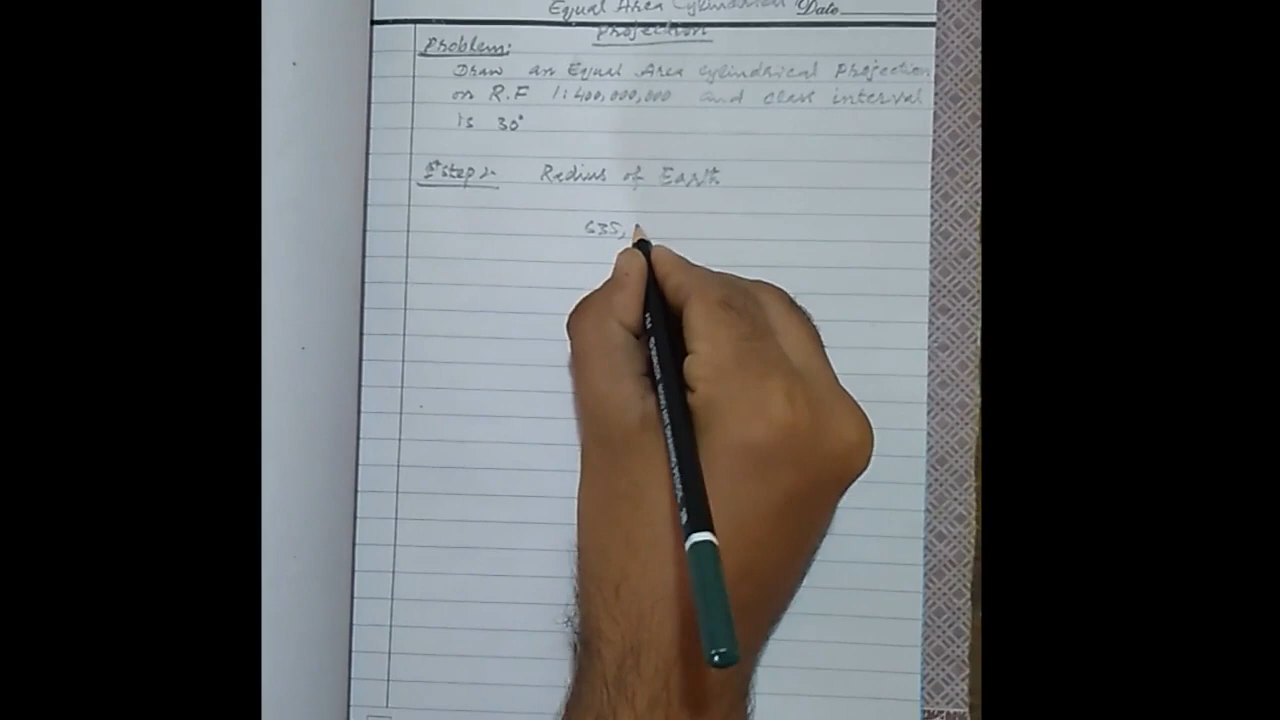 Equal Area Cylindrical Date
Projection
Problem:
Draw an Equal Area Cylindrical Projection
on R.F 1:400,000,000 and class interval
is 30°
1st step:- Radius of Earth
635,